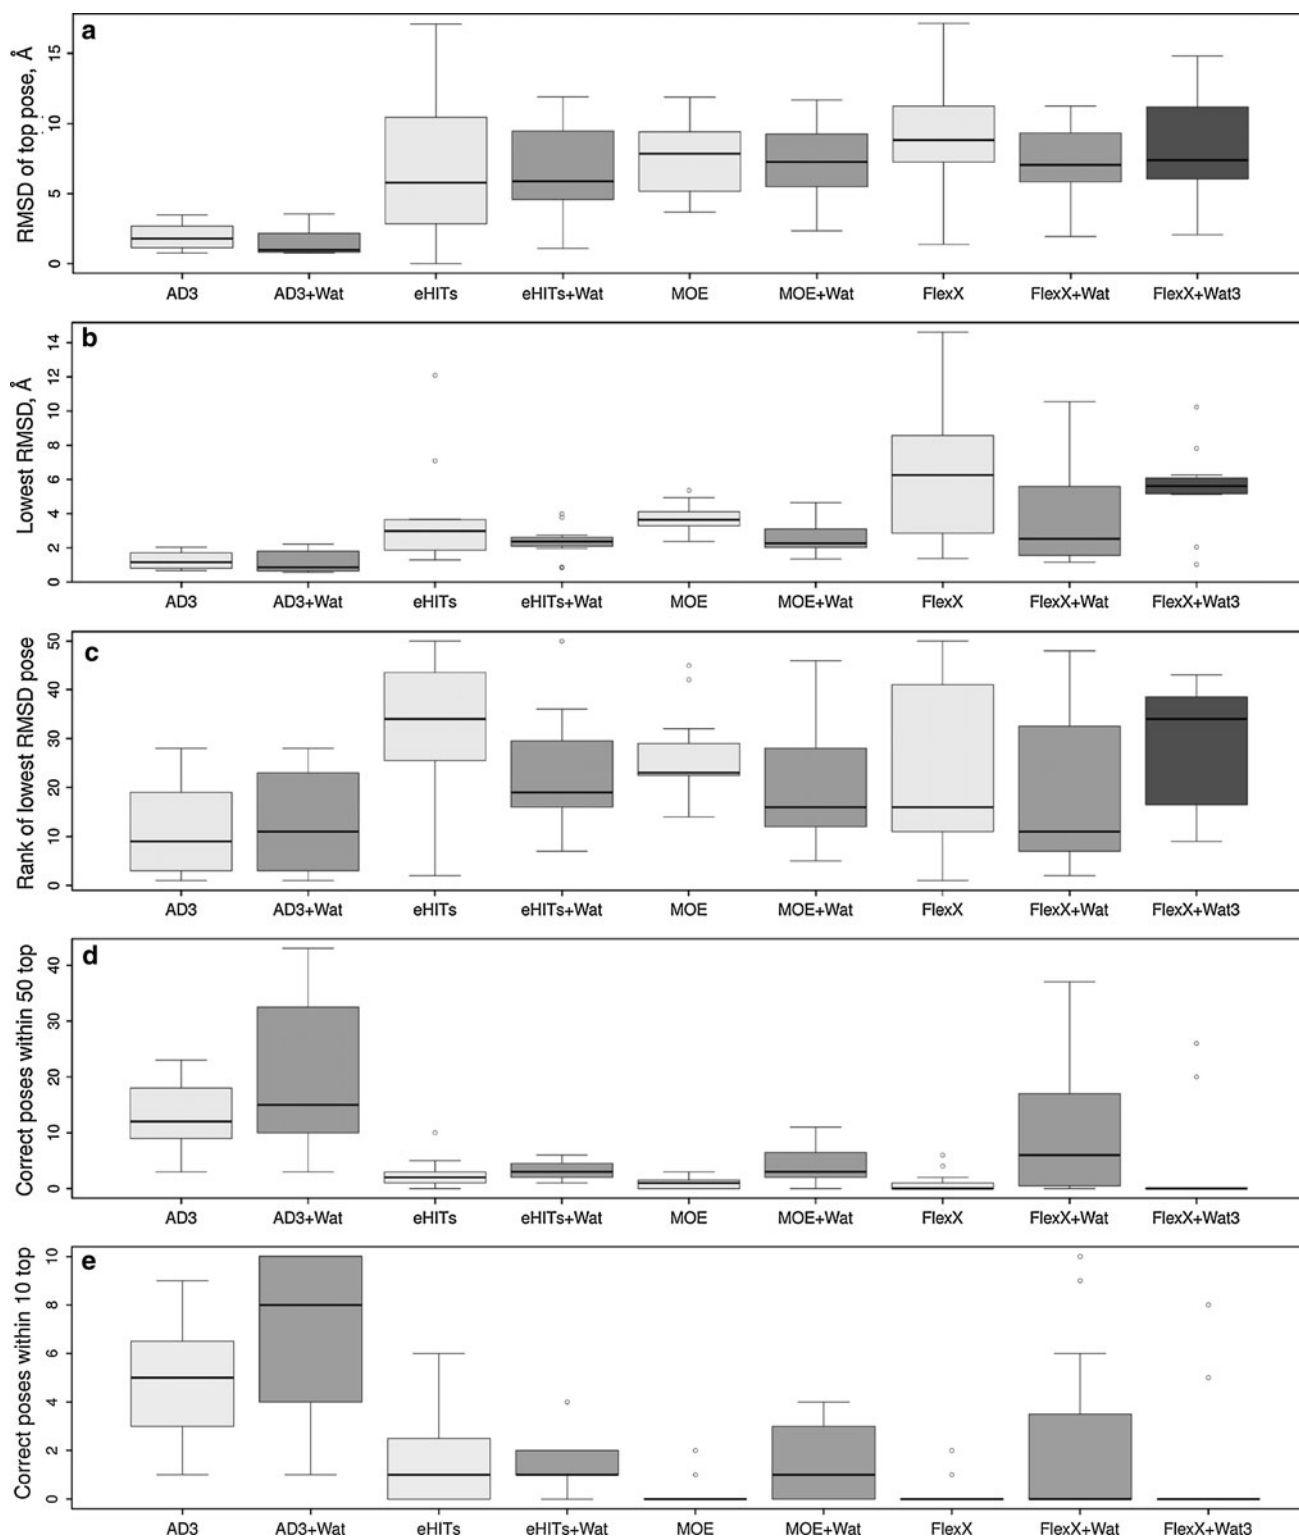 a
RMSD of top pose, Å
15
10
5
0
AD3 AD3+Wat eHITs eHITs+Wat MOE MOE+Wat FlexX FlexX+Wat FlexX+Wat3
b
Lowest RMSD, Å
14
12
10
8
6
4
2
0
AD3 AD3+Wat eHITs eHITs+Wat MOE MOE+Wat FlexX FlexX+Wat FlexX+Wat3
c
Rank of lowest RMSD pose
50
40
30
20
10
0
AD3 AD3+Wat eHITs eHITs+Wat MOE MOE+Wat FlexX FlexX+Wat FlexX+Wat3
d
Correct poses within 50 top
40
30
20
10
0
AD3 AD3+Wat eHITs eHITs+Wat MOE MOE+Wat FlexX FlexX+Wat FlexX+Wat3
e
Correct poses within 10 top
10
8
6
4
2
0
AD3 AD3+Wat eHITs eHITs+Wat MOE MOE+Wat FlexX FlexX+Wat FlexX+Wat3